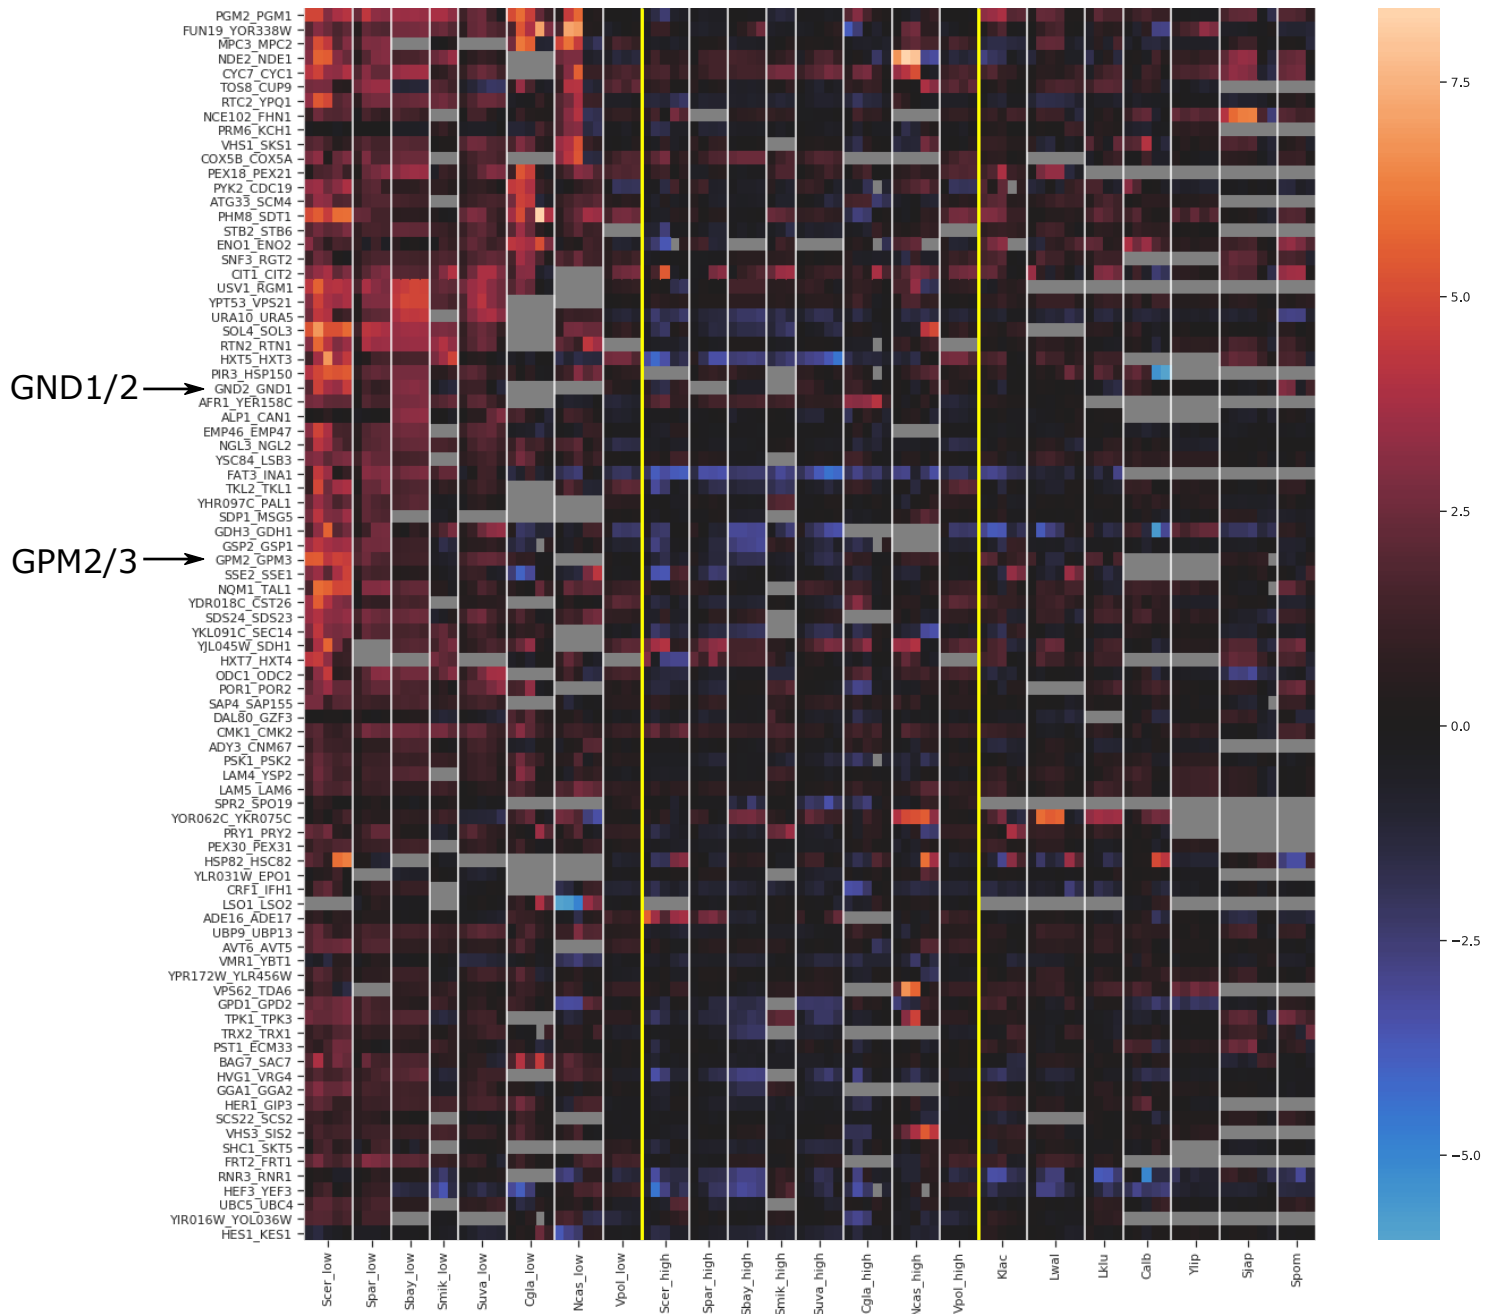 PGM2_PGM1
FUN19_YOR338W
MPC3_MPC2
NDE2_NDE1
CYC7_CYC1
TOS8_CUP9
RTC2_YPQ1
NCE102_FHN1
PRM6_KCH1
VHS1_SKS1
COX5B_COX5A
PEX18_PEX21
PYK2_CDC19
ATG33_SCM4
PHM8_SDT1
STB2_STB6
ENO1_ENO2
SNF3_RGT2
CIT1_CIT2
USV1_RGM1
YPT53_VPS21
URA10_URA5
SOL4_SOL3
RTN2_RTN1
HXT5_HXT3
PIR3_HSP150
GND1/2
GND2_GND1
AFR1_YER158C
ALP1_CAN1
EMP46_EMP47
NGL3_NGL2
YSC84_LSB3
FAT3_INA1
TKL2_TKL1
YHR097C_PAL1
SDP1_MSG5
GDH3_GDH1
GSP2_GSP1
GPM2/3
GPM2_GPM3
SSE2_SSE1
NQM1_TAL1
YDR018C_CST26
SDS24_SDS23
YKL091C_SEC14
YJL045W_SDH1
HXT7_HXT4
ODC1_ODC2
POR1_POR2
SAP4_SAP155
DAL80_GZF3
CMK1_CMK2
ADY3_CNM67
PSK1_PSK2
LAM4_YSP2
LAM5_LAM6
SPR2_SPO19
YOR062C_YKR075C
PRY1_PRY2
PEX30_PEX31
HSP82_HSC82
YLR031W_EPO1
CRF1_IFH1
LSO1_LSO2
ADE16_ADE17
UBP9_UBP13
AVT6_AVT5
VMR1_YBT1
YPR172W_YLR456W
VPS62_TDA6
GPD1_GPD2
TPK1_TPK3
TRX2_TRX1
PST1_ECM33
BAG7_SAC7
HVG1_VRG4
GGA1_GGA2
HER1_GIP3
SCS22_SCS2
VHS3_SIS2
SHC1_SKT5
FRT2_FRT1
RNR3_RNR1
HEF3_YEF3
UBC5_UBC4
YIR016W_YOL036W
HES1_KES1
Scer_low
Spar_low
Sbay_low
Smik_low
Suva_low
Cgla_low
Ncas_low
Vpol_low
Scer_high
Spar_high
Sbay_high
Smik_high
Suva_high
Cgla_high
Ncas_high
Vpol_high
Klac
Lwal
Lklu
Calb
Ylip
Sjap
Spom
7.5
5.0
2.5
0.0
−2.5
−5.0